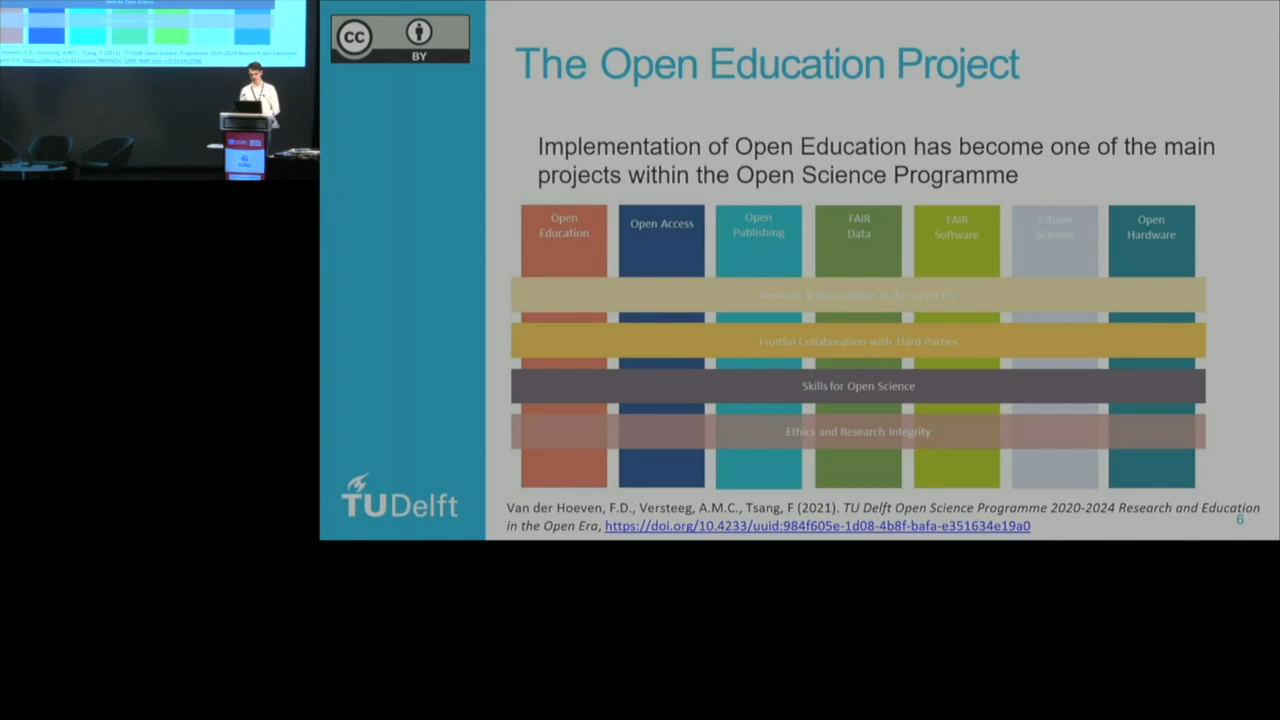 CC
BY
The Open Education Project
Implementation of Open Education has become one of the main
projects within the Open Science Programme
Open
Education
Open Access
Open
Publishing
FAIR
Data
FAIR
Software
Citizen
Science
Open
Hardware
Rewards & Recognition in the Open Era
Fruitful Collaboration with Third Parties
Skills for Open Science
Ethics and Research Integrity
TU Delft
Van der Hoeven, F.D., Versteeg, A.M.C., Tsang, F (2021). TU Delft Open Science Programme 2020-2024 Research and Education
in the Open Era, https://doi.org/10.4233/uuid:984f605e-1d08-4b8f-bafa-e351634e19a0
6